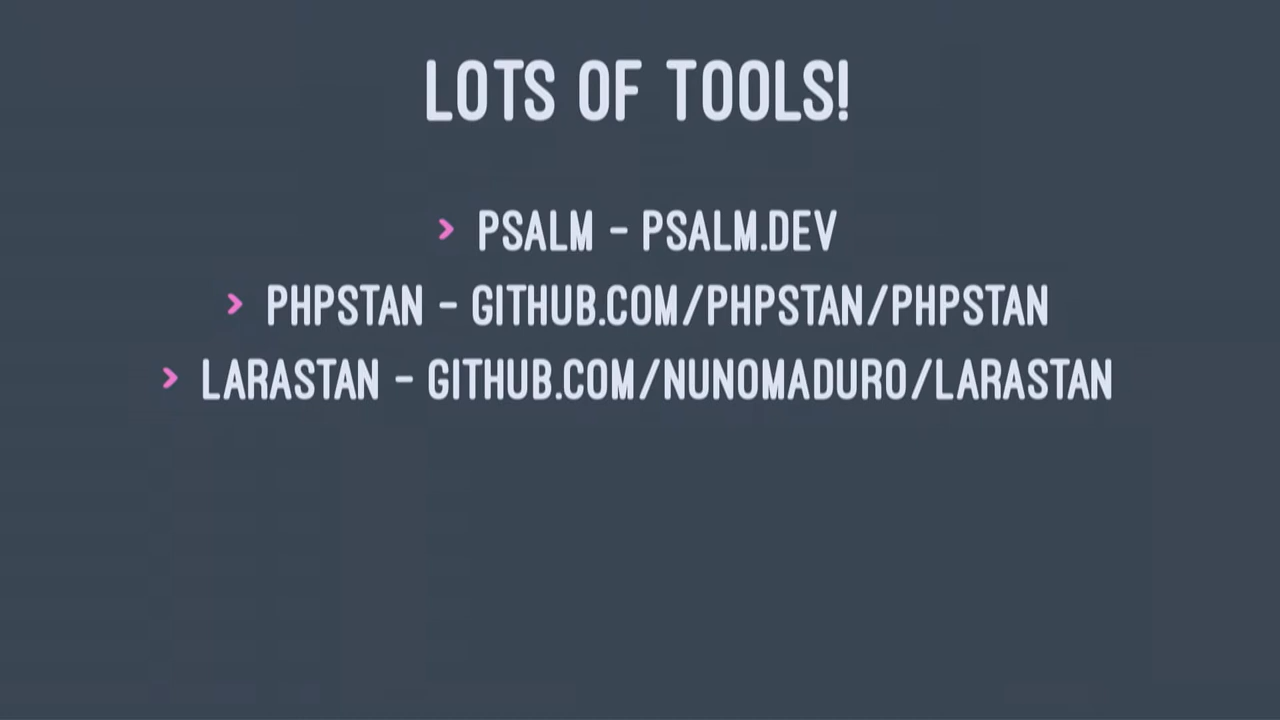 LOTS OF TOOLS!
› PSALM - PSALM.DEV
› PHPSTAN - GITHUB.COM/PHPSTAN/PHPSTAN
› LARASTAN - GITHUB.COM/NUNOMADURO/LARASTAN